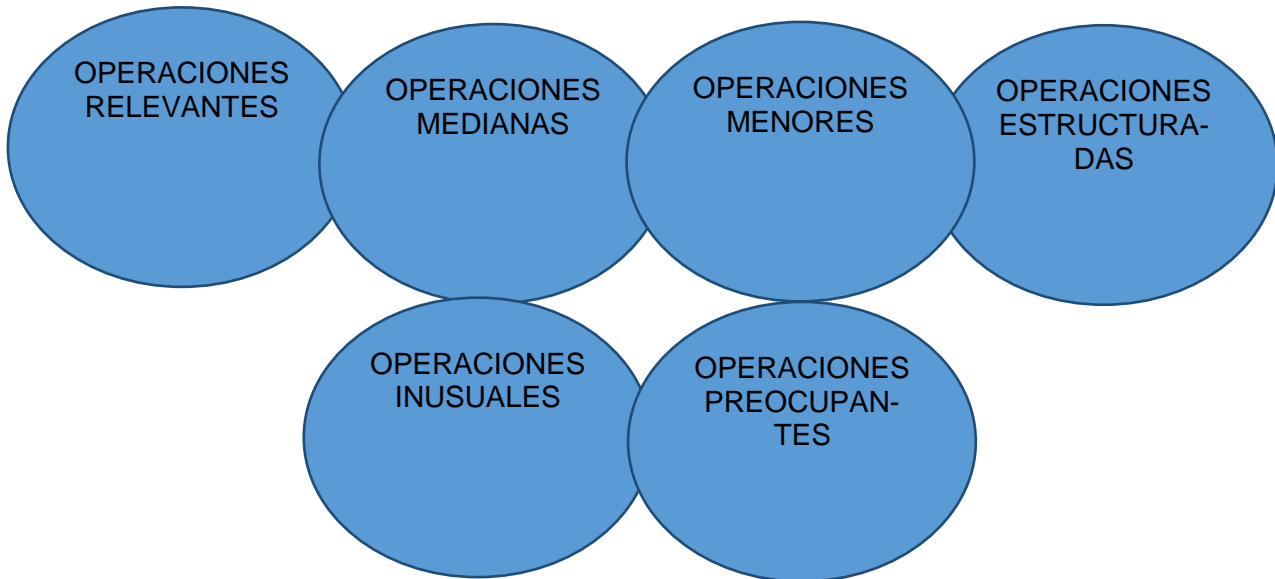 OPERACIONES
RELEVANTES
OPERACIONES
MEDIANAS
OPERACIONES
MENORES
OPERACIONES
ESTRUCTURA-
DAS
OPERACIONES
INUSUALES
OPERACIONES
PREOCUPAN-
TES